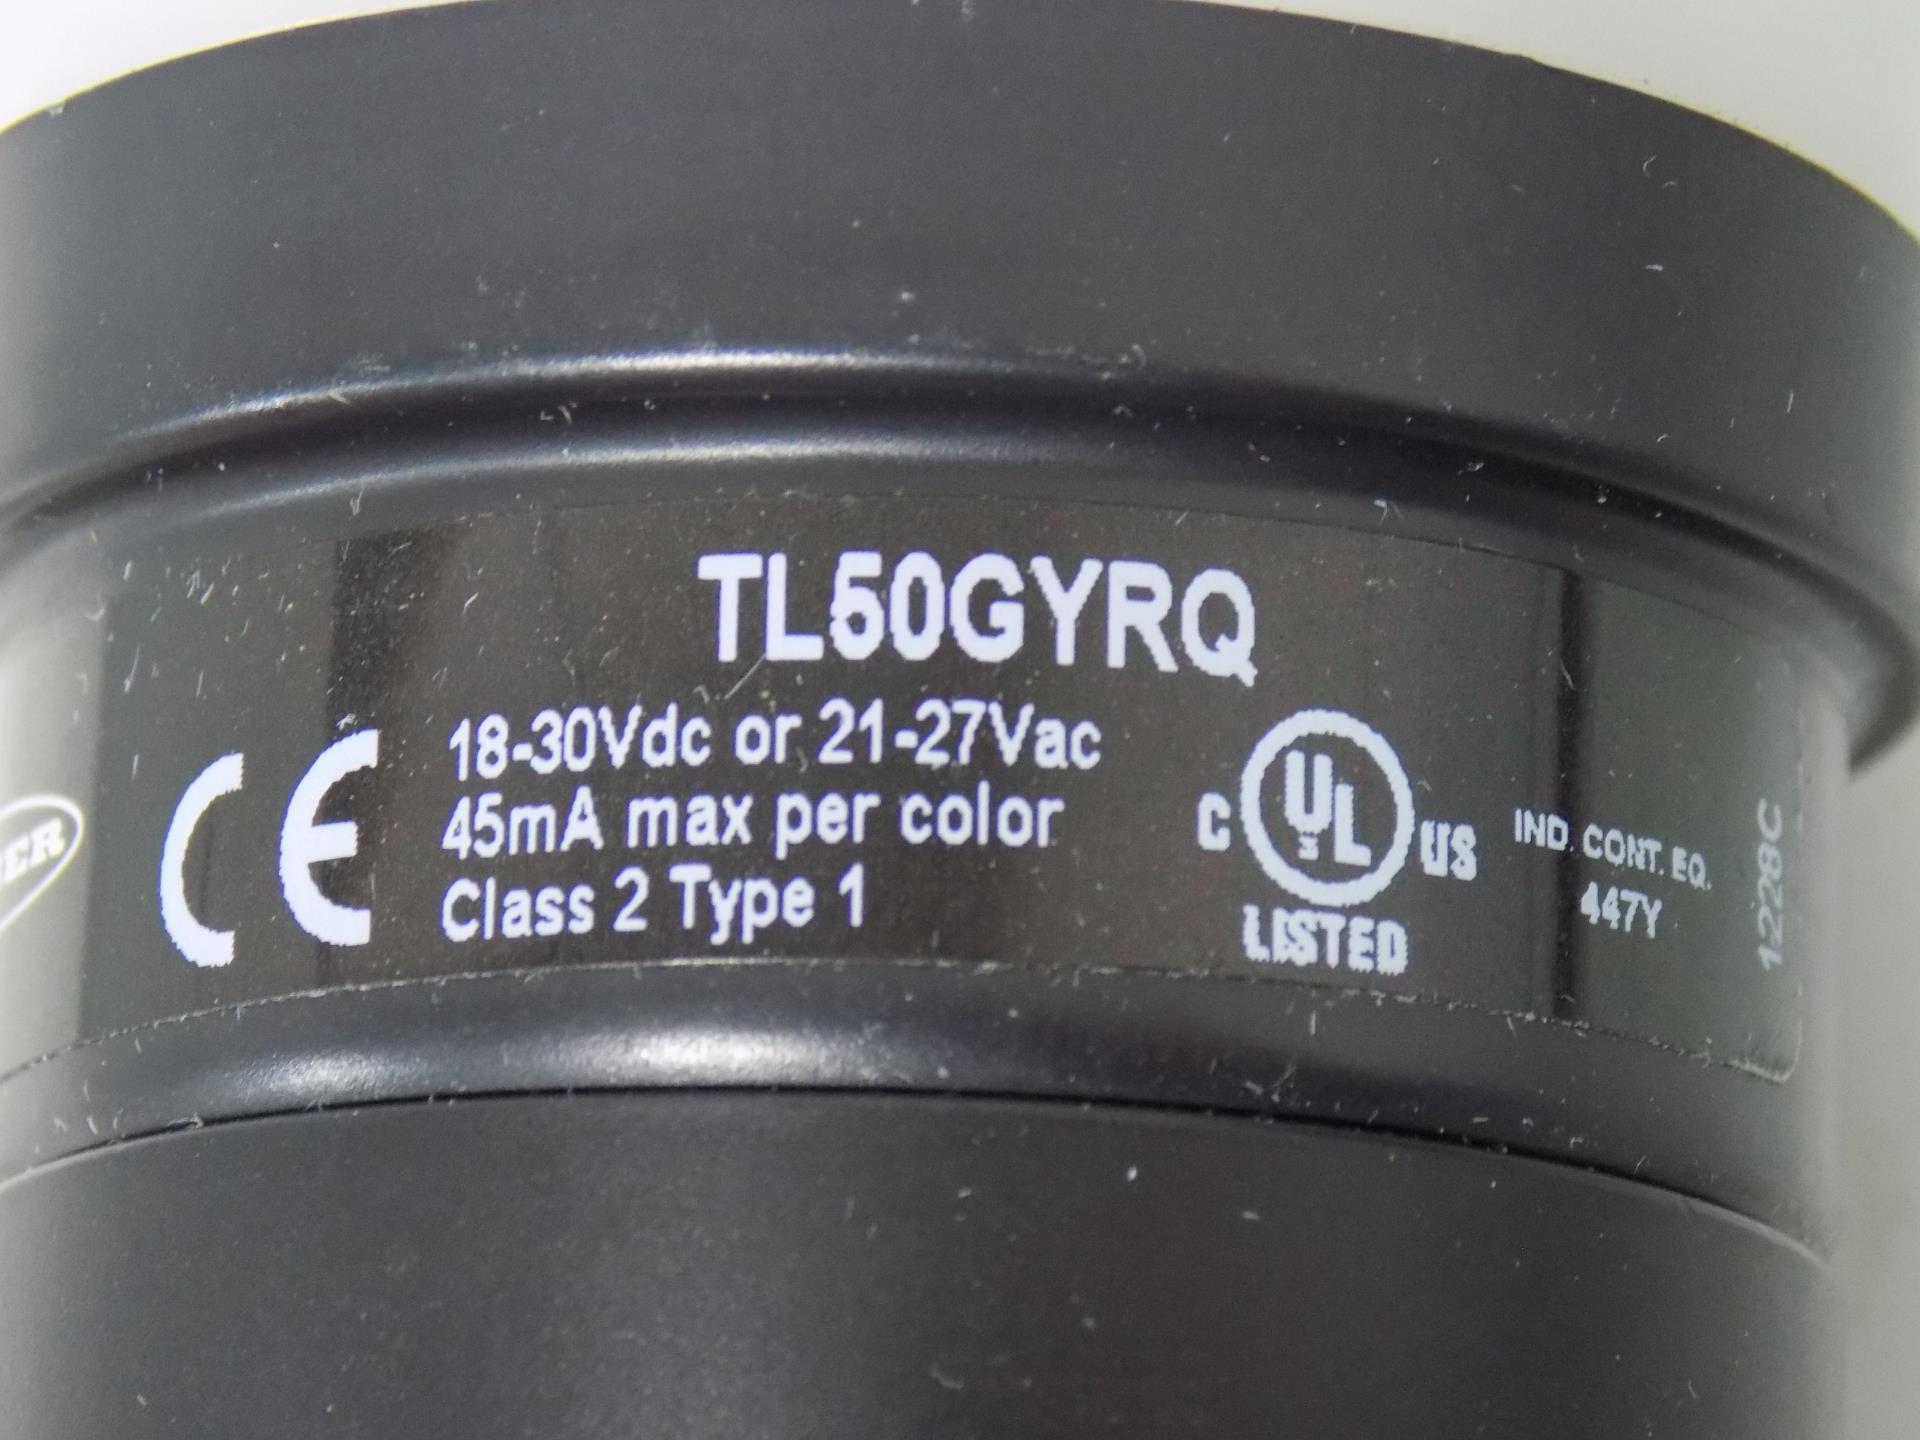 TL50GYRQ
CE
18-30Vdc or 21-27Vac
45mA max per color
Class 2 Type 1
C UL US
LISTED
IND. CONT. EQ.
447Y
1228C